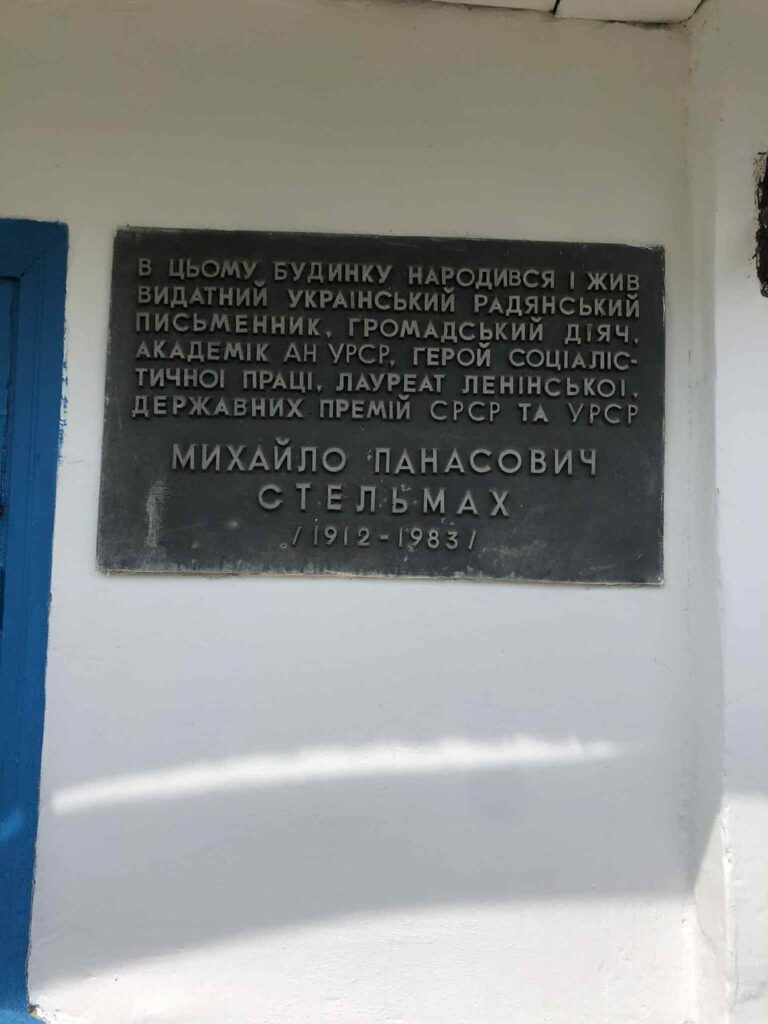 В ЦЬОМУ БУДИНКУ НАРОДИВСЯ І ЖИВ
ВИДАТНИЙ УКРАЇНСЬКИЙ РАДЯНСЬКИЙ
ПИСЬМЕННИК, ГРОМАДСЬКИЙ ДІЯЧ,
АКАДЕМІК АН УРСР, ГЕРОЙ СОЦІАЛІС-
ТИЧНОЇ ПРАЦІ, ЛАУРЕАТ ЛЕНІНСЬКОЇ,
ДЕРЖАВНИХ ПРЕМІЙ СРСР ТА УРСР
МИХАЙЛО ПАНАСОВИЧ
СТЕЛЬМАХ
/1912-1983/